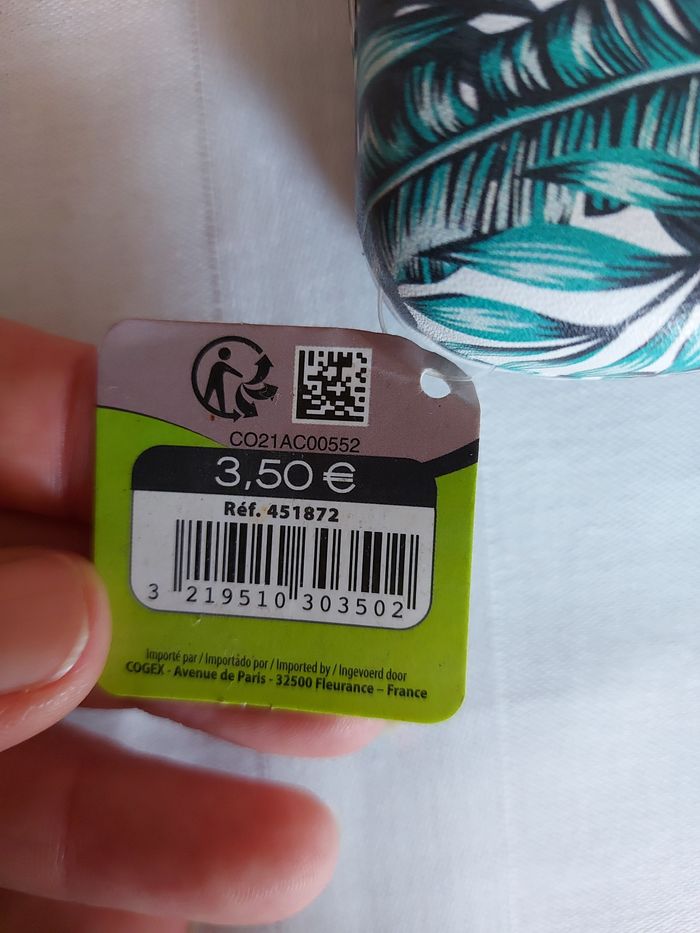 CO21AC00552
3,50 €
Réf. 451872
3 219510 303502
Importé par / Importado por / Imported by / Ingevoerd door
COGEX - Avenue de Paris - 32500 Fleurance – France